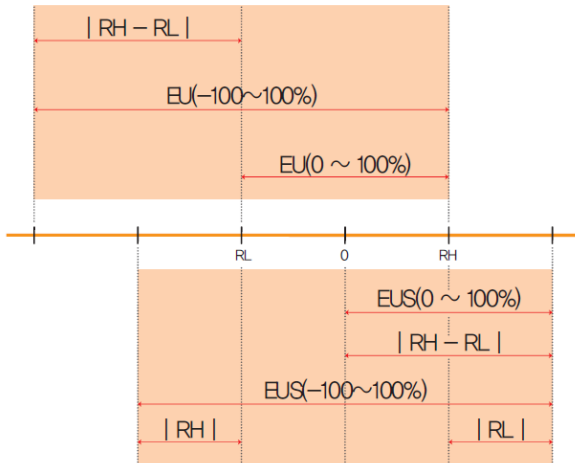 | RH − RL |
EU(−100～100%)
EU(0 ～ 100%)
RL 0 RH
EUS(0 ～ 100%)
| RH − RL |
EUS(−100～100%)
| RH | | RL |